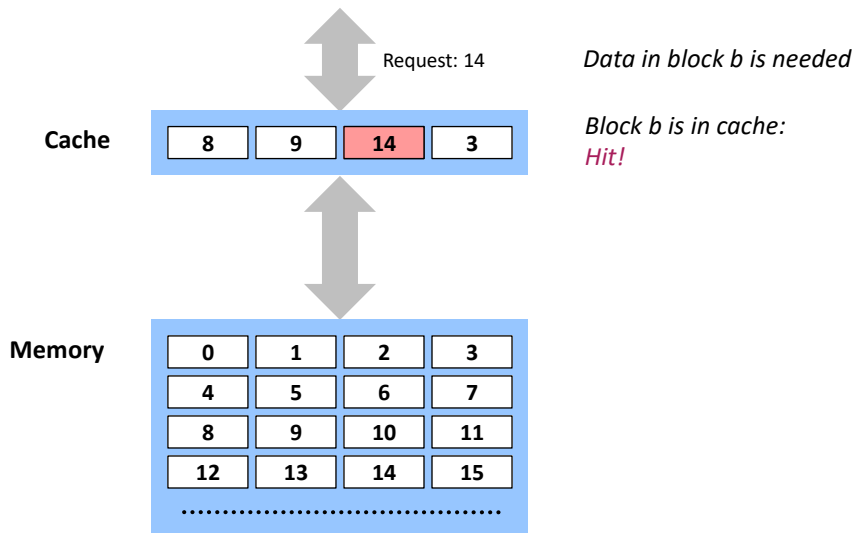 Request: 14
Data in block b is needed
Cache
8 9 14 3
Block b is in cache:
Hit!
Memory
0 1 2 3
4 5 6 7
8 9 10 11
12 13 14 15